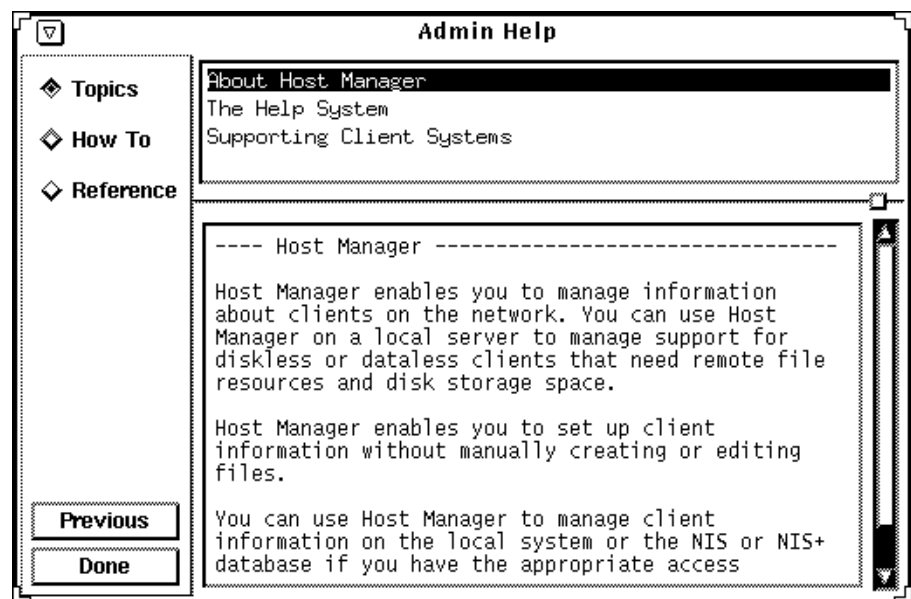 Admin Help
Topics
How To
Reference
About Host Manager
The Help System
Supporting Client Systems
---- Host Manager ---------------------------------
Host Manager enables you to manage information
about clients on the network. You can use Host
Manager on a local server to manage support for
diskless or dataless clients that need remote file
resources and disk storage space.
Host Manager enables you to set up client
information without manually creating or editing
files.
You can use Host Manager to manage client
information on the local system or the NIS or NIS+
database if you have the appropriate access
Previous
Done